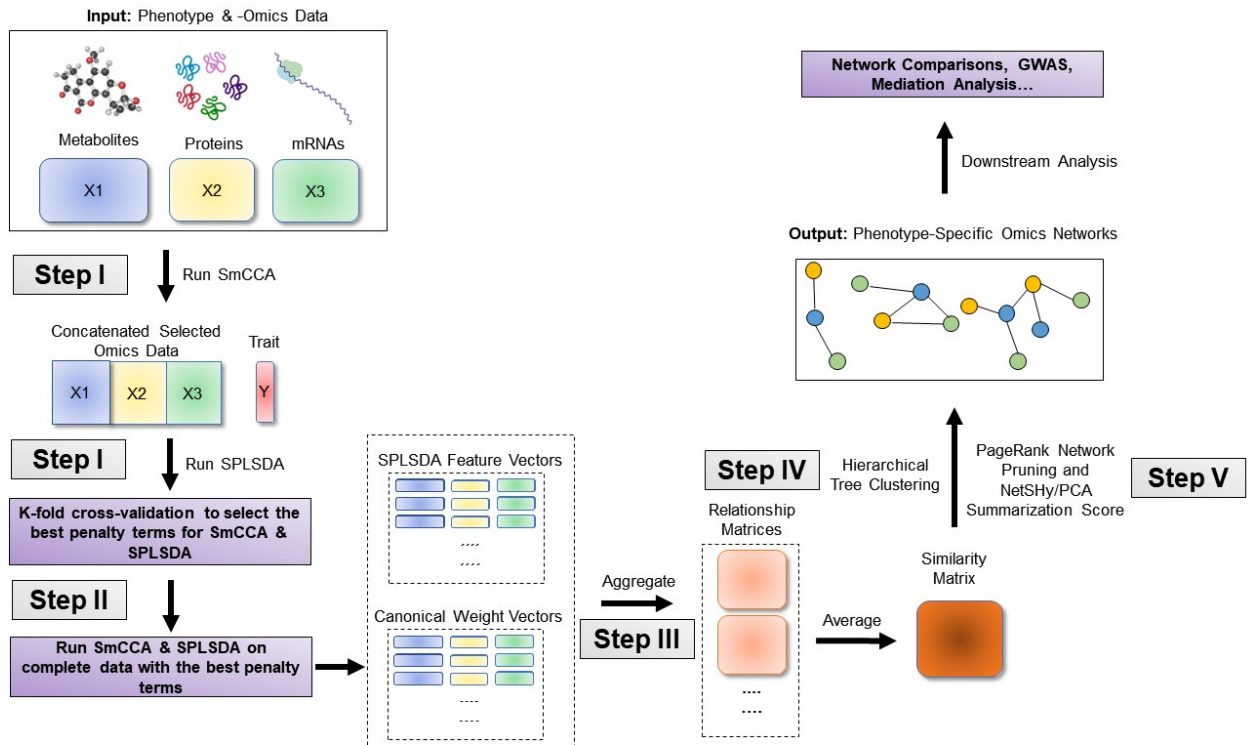 Input: Phenotype & -Omics Data
Metabolites
Proteins
mRNAs
X1
X2
X3
Step I
Run SmCCA
Concatenated Selected
Omics Data
Trait
X1
X2
X3
Y
Step I
Run SPLSDA
K-fold cross-validation to select the
best penalty terms for SmCCA &
SPLSDA
Step II
Run SmCCA & SPLSDA on
complete data with the best penalty
terms
SPLSDA Feature Vectors
....
....
Canonical Weight Vectors
....
....
Aggregate
Step III
Step IV
Relationship
Matrices
....
....
Average
Similarity
Matrix
Hierarchical
Tree Clustering
PageRank Network
Pruning and
NetSHy/PCA
Summarization Score
Step V
Output: Phenotype-Specific Omics Networks
Downstream Analysis
Network Comparisons, GWAS,
Mediation Analysis...